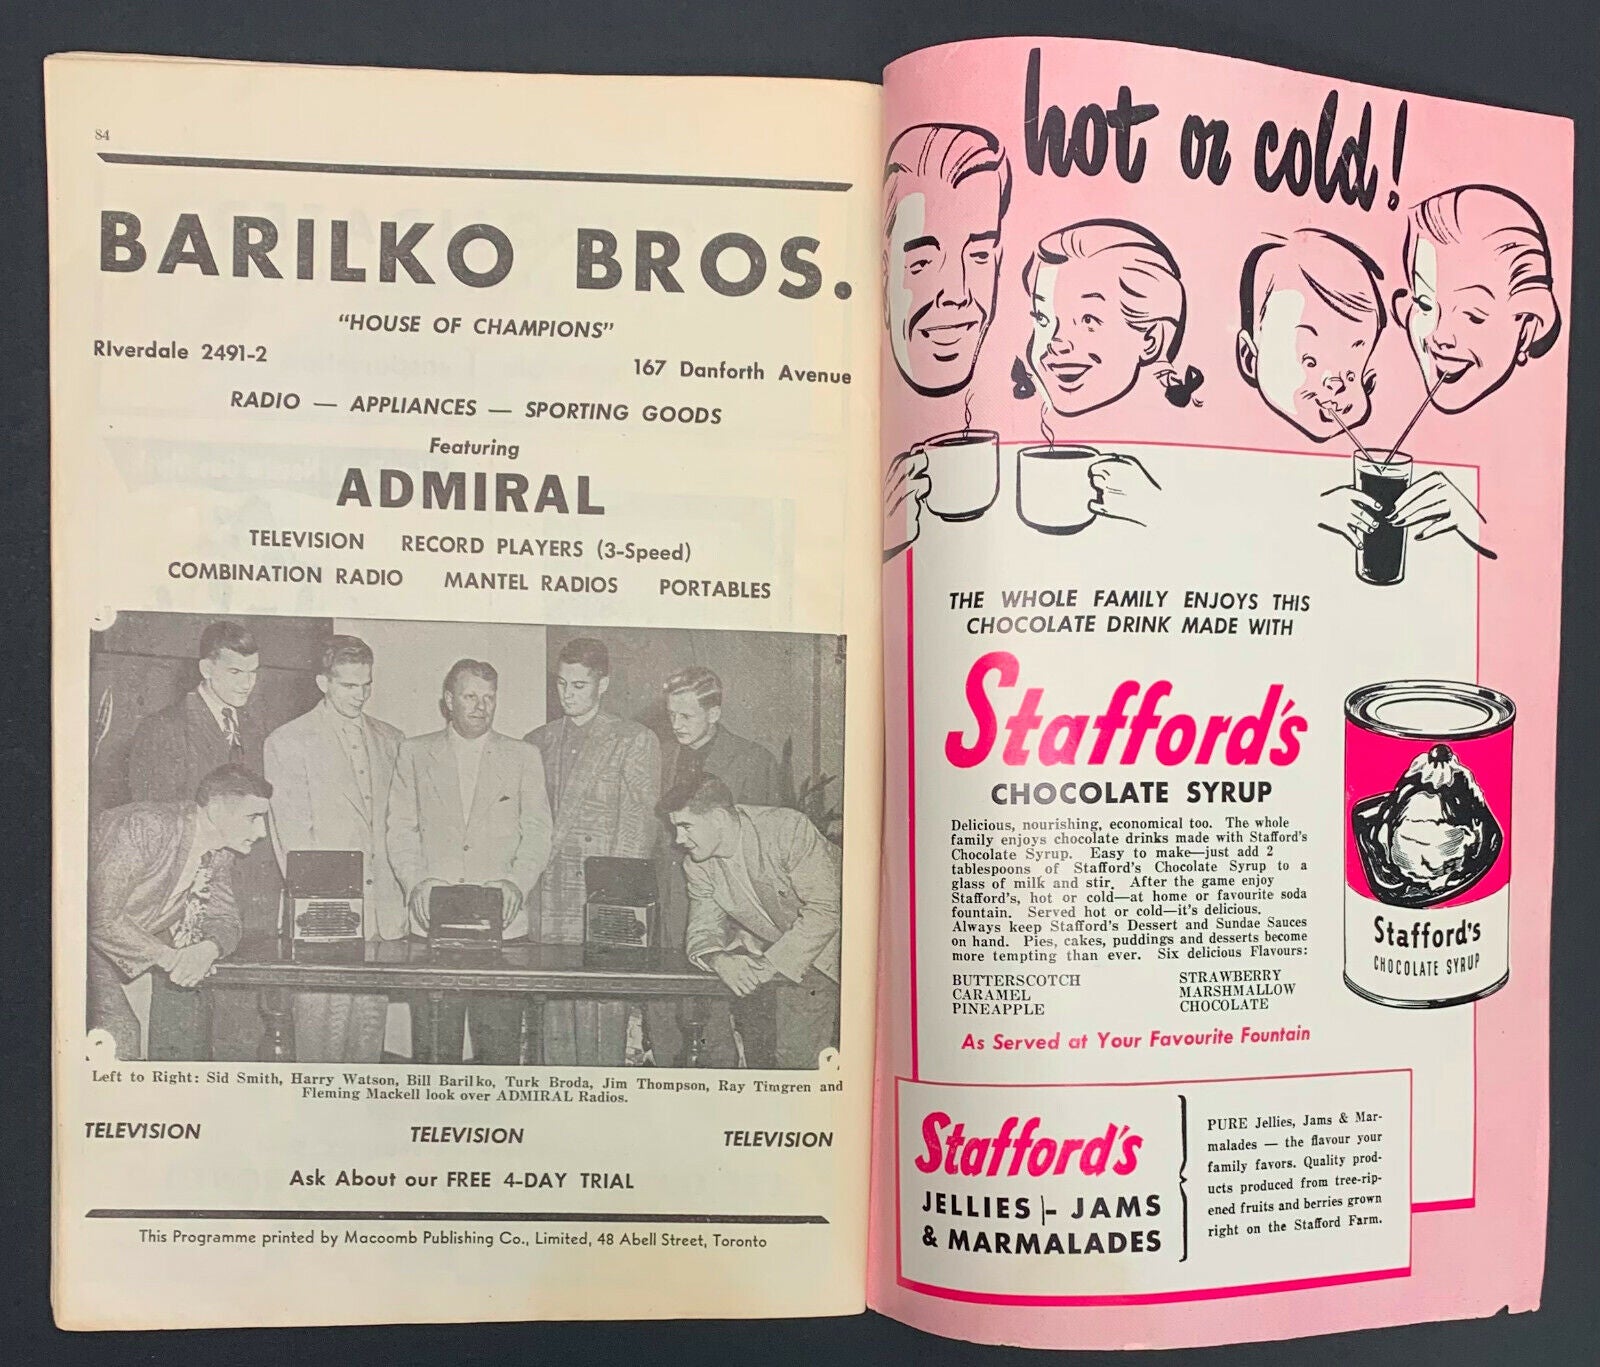 84
BARILKO BROS.
"HOUSE OF CHAMPIONS"
RIverdale 2491-2
167 Danforth Avenue
RADIO — APPLIANCES — SPORTING GOODS
Featuring
ADMIRAL
TELEVISION RECORD PLAYERS (3-Speed)
COMBINATION RADIO MANTEL RADIOS PORTABLES
Left to Right: Sid Smith, Harry Watson, Bill Barilko, Turk Broda, Jim Thompson, Ray Timgren and
Fleming Mackell look over ADMIRAL Radios.
TELEVISION TELEVISION TELEVISION
Ask About our FREE 4-DAY TRIAL
This Programme printed by Macoomb Publishing Co., Limited, 48 Abell Street, Toronto
hot or cold!
THE WHOLE FAMILY ENJOYS THIS
CHOCOLATE DRINK MADE WITH
Stafford's
CHOCOLATE SYRUP
Delicious, nourishing, economical too. The whole
family enjoys chocolate drinks made with Stafford's
Chocolate Syrup. Easy to make—just add 2
tablespoons of Stafford's Chocolate Syrup to a
glass of milk and stir. After the game enjoy
Stafford's, hot or cold—at home or favourite soda
fountain. Served hot or cold—it's delicious.
Always keep Stafford's Dessert and Sundae Sauces
on hand. Pies, cakes, puddings and desserts become
more tempting than ever. Six delicious Flavours:
BUTTERSCOTCH STRAWBERRY
CARAMEL MARSHMALLOW
PINEAPPLE CHOCOLATE
As Served at Your Favourite Fountain
Stafford's
CHOCOLATE SYRUP
Stafford's
JELLIES - JAMS
& MARMALADES
PURE Jellies, Jams & Mar-
malades — the flavour your
family favors. Quality prod-
ucts produced from tree-rip-
ened fruits and berries grown
right on the Stafford Farm.